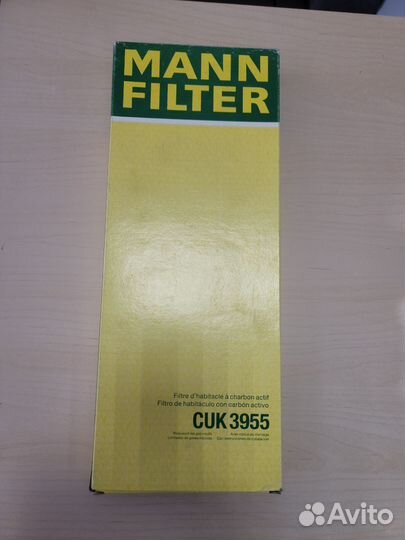 MANN
FILTER
Filtre d'habitacle à charbon actif
Filtro de habitáculo con carbón activo
CUK 3955
Avito